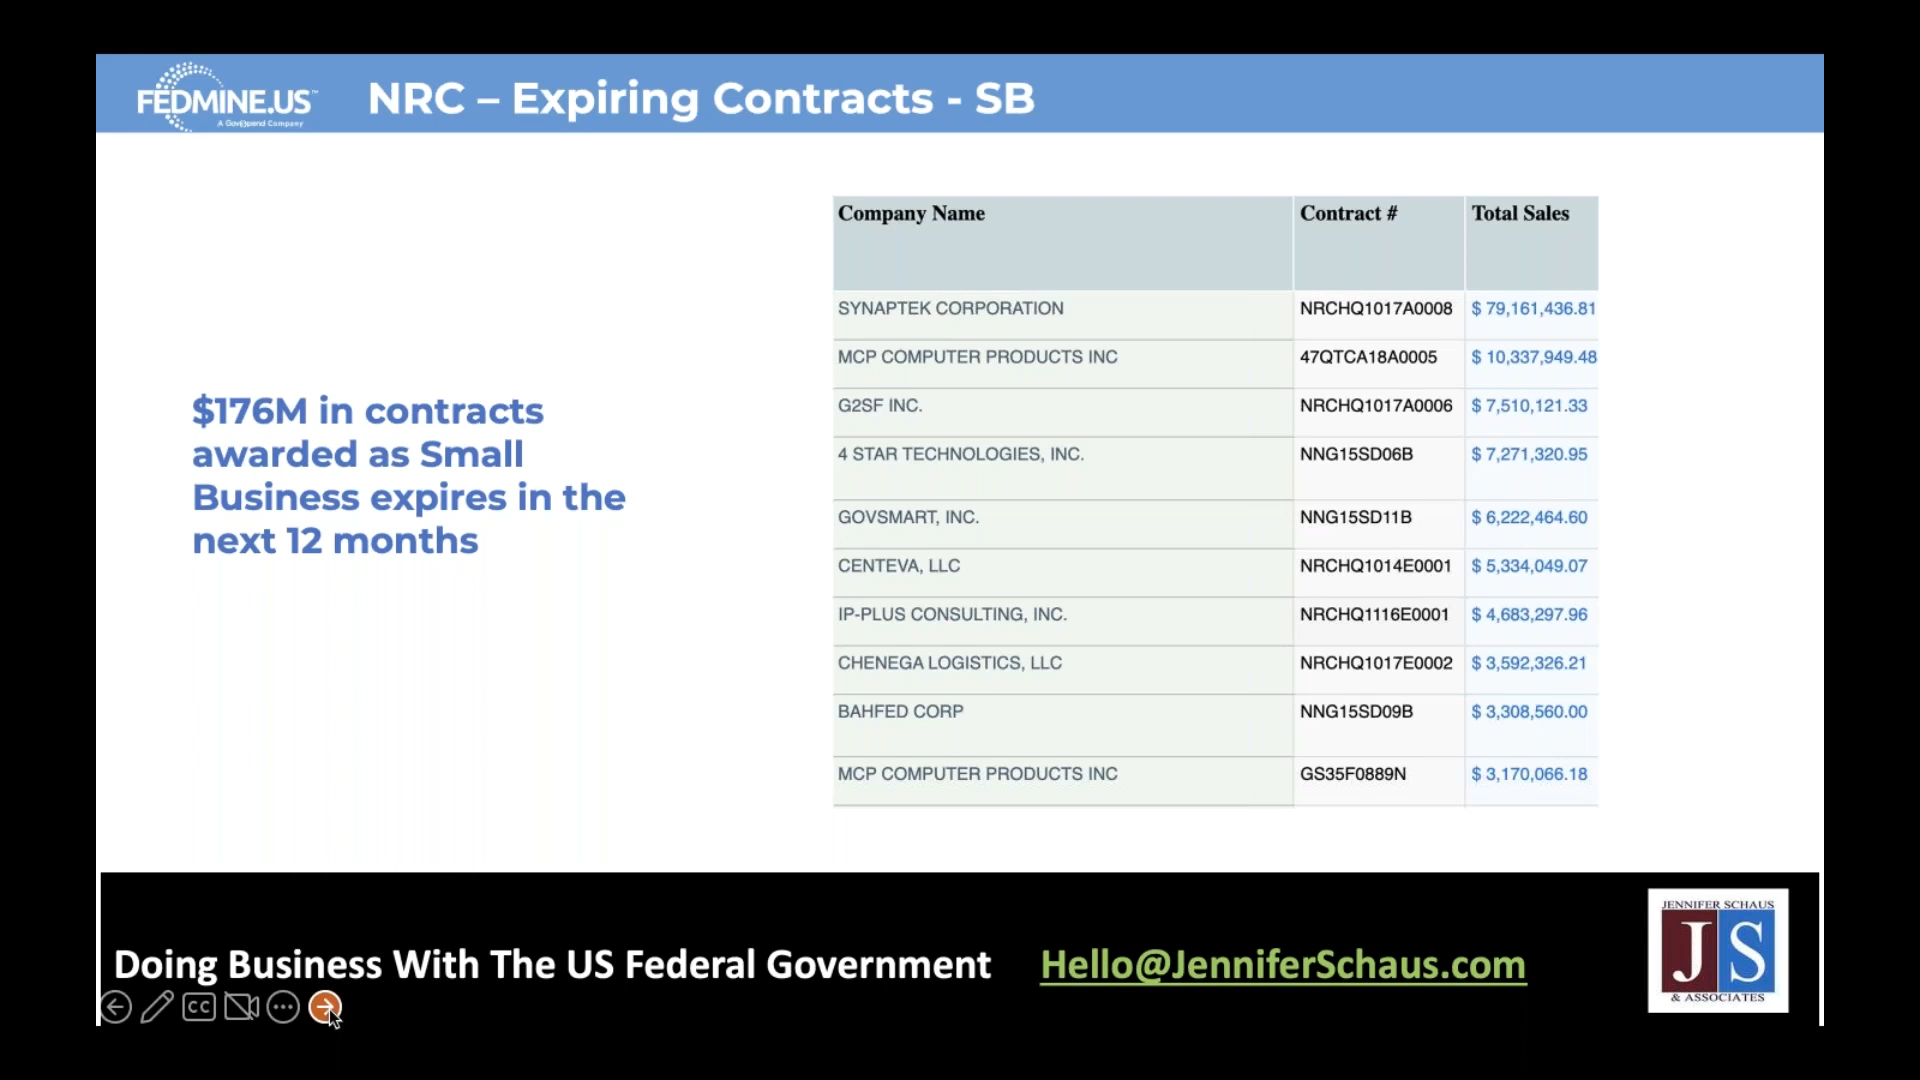 FEDMINE.US™
A GovSpend Company
NRC – Expiring Contracts - SB
$176M in contracts
awarded as Small
Business expires in the
next 12 months
Company Name Contract # Total Sales
SYNAPTEK CORPORATION NRCHQ1017A0008 $ 79,161,436.81
MCP COMPUTER PRODUCTS INC 47QTCA18A0005 $ 10,337,949.48
G2SF INC. NRCHQ1017A0006 $ 7,510,121.33
4 STAR TECHNOLOGIES, INC. NNG15SD06B $ 7,271,320.95
GOVSMART, INC. NNG15SD11B $ 6,222,464.60
CENTEVA, LLC NRCHQ1014E0001 $ 5,334,049.07
IP-PLUS CONSULTING, INC. NRCHQ1116E0001 $ 4,683,297.96
CHENEGA LOGISTICS, LLC NRCHQ1017E0002 $ 3,592,326.21
BAHFED CORP NNG15SD09B $ 3,308,560.00
MCP COMPUTER PRODUCTS INC GS35F0889N $ 3,170,066.18
Doing Business With The US Federal Government Hello@JenniferSchaus.com
JENNIFER SCHAUS
JS
& ASSOCIATES
CC